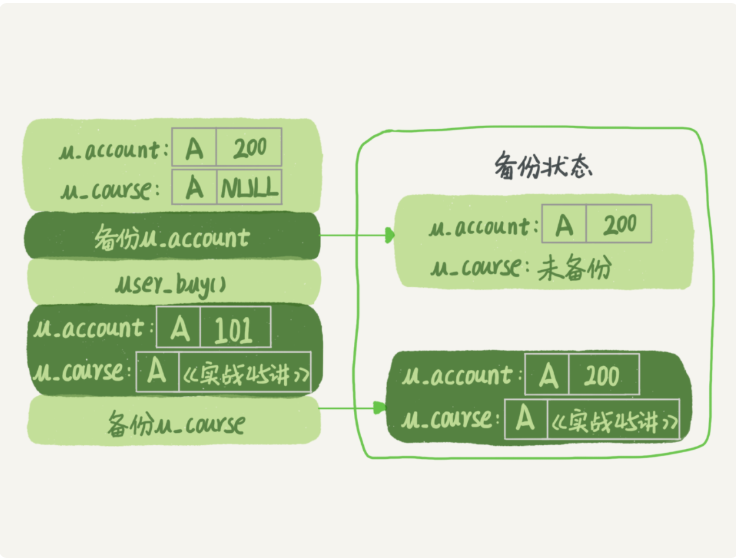 u_account: A 200
u_course: A NULL
备份u_account
user_buy()
u_account: A 101
u_course: A 《实战45讲》
备份u_course
备份状态
u_account: A 200
u_course: 未备份
u_account: A 200
u_course: A 《实战45讲》